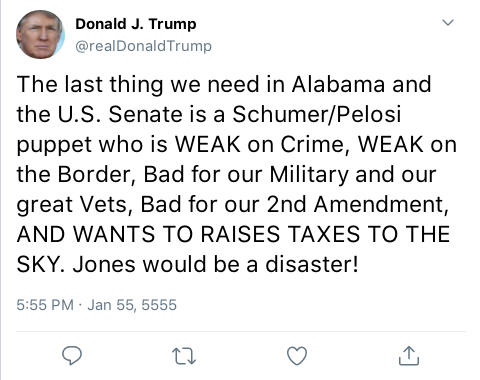 Donald J. Trump
@realDonaldTrump
The last thing we need in Alabama and
the U.S. Senate is a Schumer/Pelosi
puppet who is WEAK on Crime, WEAK on
the Border, Bad for our Military and our
great Vets, Bad for our 2nd Amendment,
AND WANTS TO RAISES TAXES TO THE
SKY. Jones would be a disaster!
5:55 PM · Jan 55, 5555